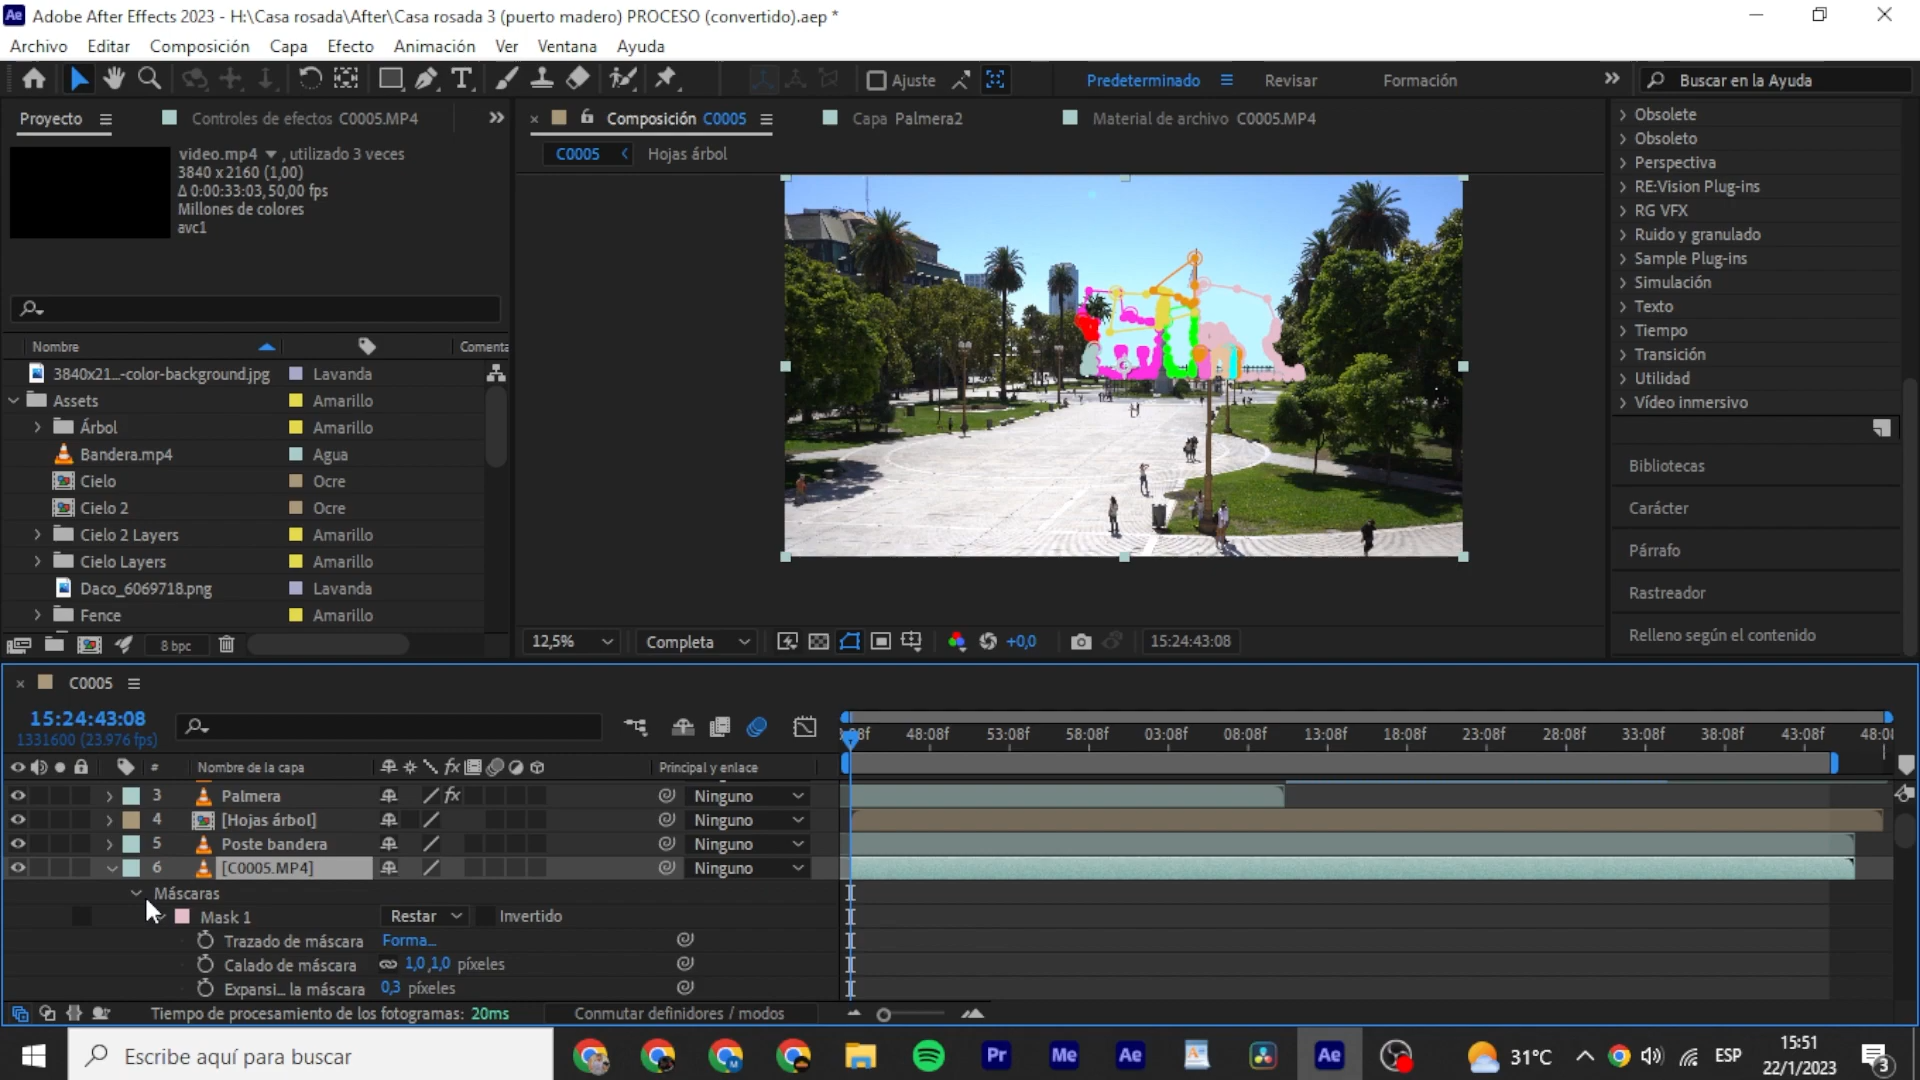 Adobe After Effects 2023 - H:\Casa rosada\After\Casa rosada 3 (puerto madero) PROCESO (convertido).aep *
Archivo Editar Composición Capa Efecto Animación Ver Ventana Ayuda
Ajuste Predeterminado Revisar Formación Buscar en la Ayuda
Proyecto Controles de efectos C0005.MP4 Composición C0005 Capa Palmera2 Material de archivo C0005.MP4
C0005 Hojas árbol
video.mp4 , utilizado 3 veces
3840 x 2160 (1,00)
Δ 0:00:33:03, 50,00 fps
Millones de colores
avc1
Nombre Comenta
3840x21...-color-background.jpg Lavanda
Assets Amarillo
Árbol Amarillo
Bandera.mp4 Agua
Cielo Ocre
Cielo 2 Ocre
Cielo 2 Layers Amarillo
Cielo Layers Amarillo
Daco_6069718.png Lavanda
Fence Amarillo
8 bpc
12,5% Completa +0,0 15:24:43:08
Obsolete
Obsoleto
Perspectiva
RE:Vision Plug-ins
RG VFX
Ruido y granulado
Sample Plug-ins
Simulación
Texto
Tiempo
Transición
Utilidad
Vídeo inmersivo
Bibliotecas
Carácter
Párrafo
Rastreador
Relleno según el contenido
C0005
15:24:43:08
1331600 (23.976 fps)
48:08f 53:08f 58:08f 03:08f 08:08f 13:08f 18:08f 23:08f 28:08f 33:08f 38:08f 43:08f 48:0
# Nombre de la capa fx Principal y enlace
3 Palmera fx Ninguno
4 [Hojas árbol] Ninguno
5 Poste bandera Ninguno
6 [C0005.MP4] Ninguno
Máscaras
Mask 1 Restar Invertido
Trazado de máscara Forma...
Calado de máscara 1,0 ,1,0 píxeles
Expansi... la máscara 0,3 píxeles
Tiempo de procesamiento de los fotogramas: 20ms Conmutar definidores / modos
Escribe aquí para buscar Pr Me Ae Ae 31°C ESP 15:51
22/1/2023 3